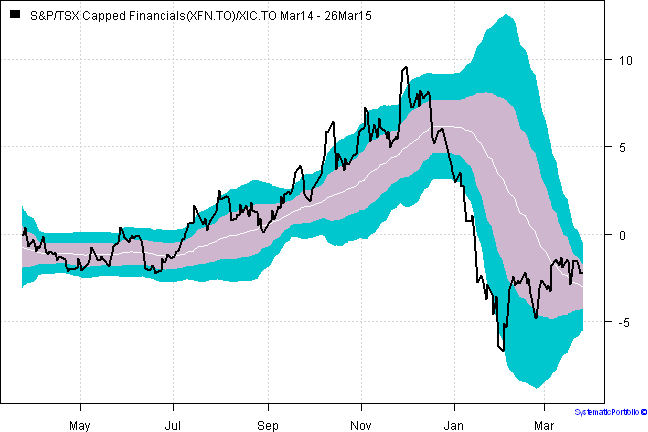 S&P/TSX Capped Financials(XFN.TO)/XIC.TO Mar14 - 26Mar15
10
5
0
-5
May Jul Sep Nov Jan Mar
SystematicPortfolio ©